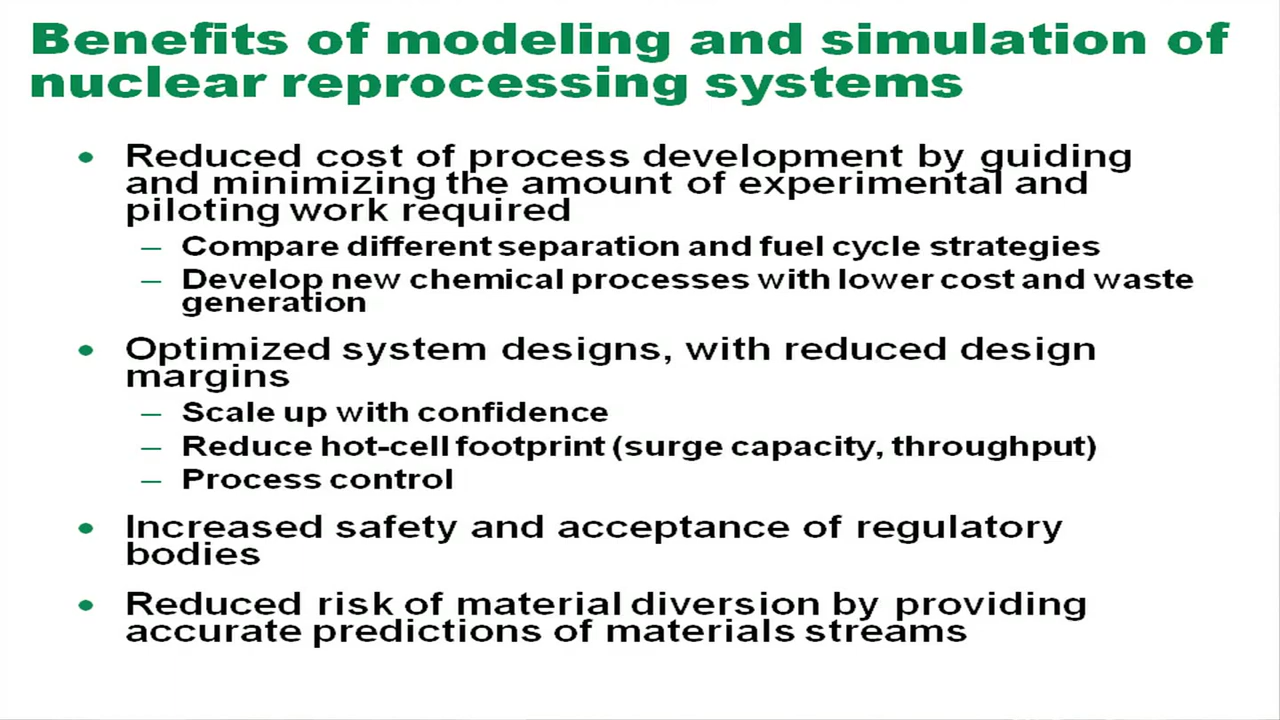 Benefits of modeling and simulation of
nuclear reprocessing systems
• Reduced cost of process development by guiding
and minimizing the amount of experimental and
piloting work required
– Compare different separation and fuel cycle strategies
– Develop new chemical processes with lower cost and waste
generation
• Optimized system designs, with reduced design
margins
– Scale up with confidence
– Reduce hot-cell footprint (surge capacity, throughput)
– Process control
• Increased safety and acceptance of regulatory
bodies
• Reduced risk of material diversion by providing
accurate predictions of materials streams